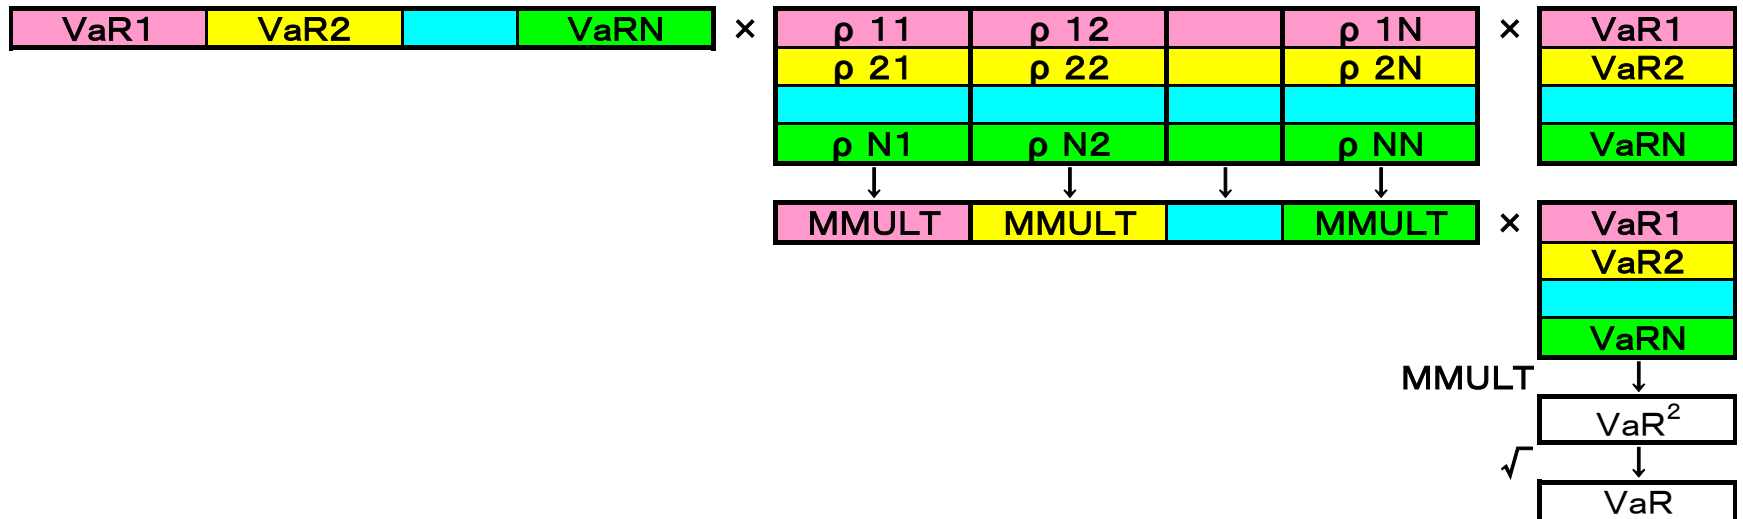 VaR1 VaR2 VaRN × ρ 11 ρ 12 ρ 1N × VaR1
ρ 21 ρ 22 ρ 2N VaR2
ρ N1 ρ N2 ρ NN VaRN
↓ ↓ ↓ ↓
MMULT MMULT MMULT × VaR1
VaR2
VaRN
MMULT ↓
VaR²
√ ↓
VaR